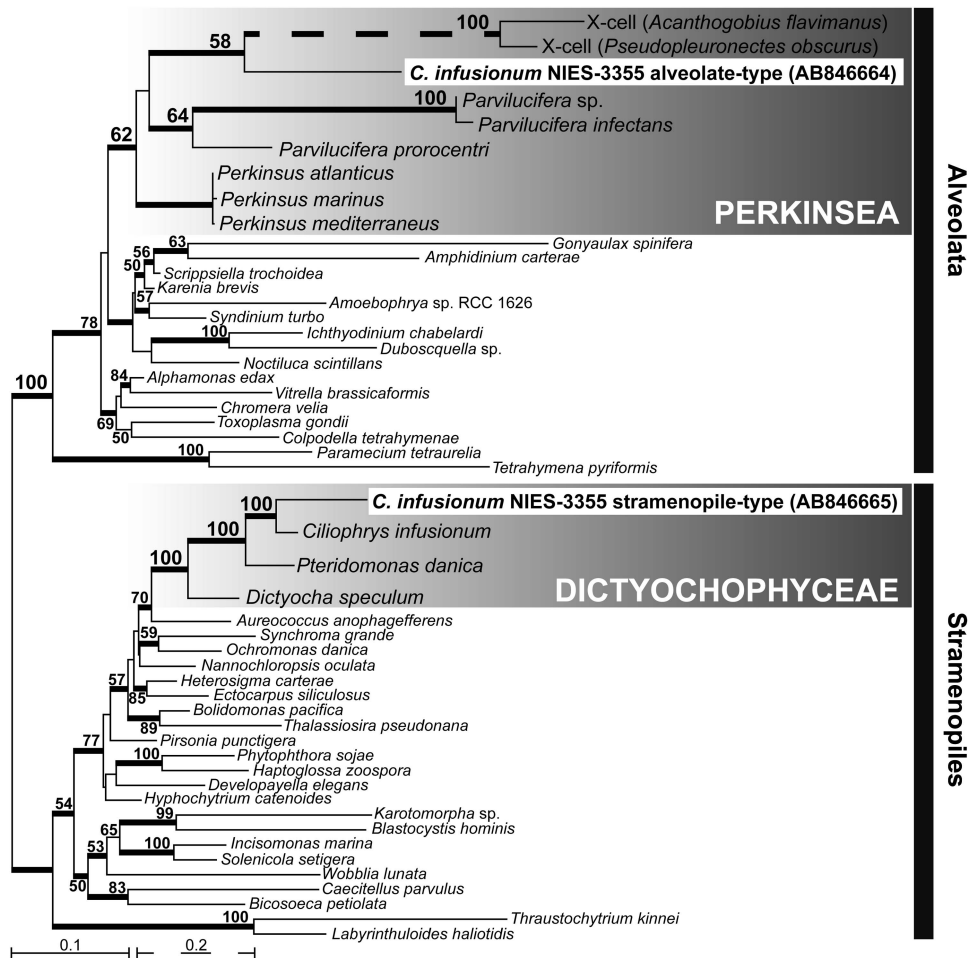 100
X-cell (Acanthogobius flavimanus)
58
X-cell (Pseudopleuronectes obscurus)
C. infusionum NIES-3355 alveolate-type (AB846664)
100
Parvilucifera sp.
64
Parvilucifera infectans
62
Parvilucifera prorocentri
Perkinsus atlanticus
Perkinsus marinus
PERKINSEA
Perkinsus mediterraneus
63
Gonyaulax spinifera
56
Amphidinium carterae
50
Scrippsiella trochoidea
Karenia brevis
57
Amoebophrya sp. RCC 1626
Syndinium turbo
78
100
Ichthyodinium chabelardi
Duboscquella sp.
Noctiluca scintillans
84
Alphamonas edax
100
Vitrella brassicaformis
Chromera velia
69
Toxoplasma gondii
50
Colpodella tetrahymenae
100
Paramecium tetraurelia
Tetrahymena pyriformis
Alveolata
100
C. infusionum NIES-3355 stramenopile-type (AB846665)
100
Ciliophrys infusionum
100
Pteridomonas danica
DICTYOCHOPHYCEAE
70
Dictyocha speculum
Aureococcus anophagefferens
59
Synchroma grande
Ochromonas danica
Nannochloropsis oculata
57
Heterosigma carterae
85
Ectocarpus siliculosus
Bolidomonas pacifica
89
Thalassiosira pseudonana
77
Pirsonia punctigera
100
Phytophthora sojae
Haptoglossa zoospora
Developayella elegans
54
Hyphochytrium catenoides
99
Karotomorpha sp.
65
Blastocystis hominis
53
100
Incisomonas marina
Solenicola setigera
50
Wobblia lunata
83
Caecitellus parvulus
Bicosoeca petiolata
100
Thraustochytrium kinnei
Labyrinthuloides haliotidis
Stramenopiles
0.1
0.2